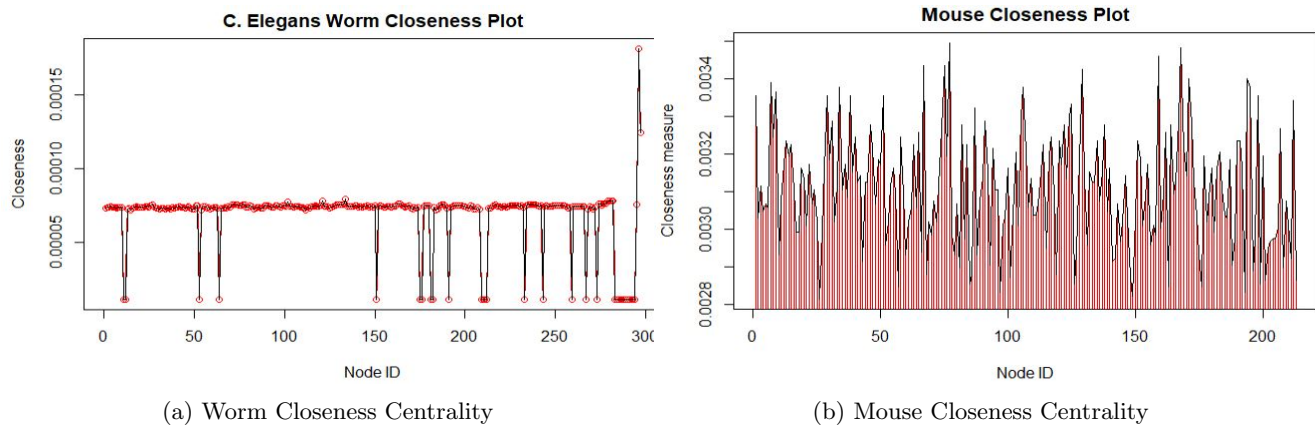 C. Elegans Worm Closeness Plot
Closeness
0.00005 0.00010 0.00015
0 50 100 150 200 250 300
Node ID
(a) Worm Closeness Centrality
Mouse Closeness Plot
Closeness measure
0.0028 0.0030 0.0032 0.0034
0 50 100 150 200
Node ID
(b) Mouse Closeness Centrality